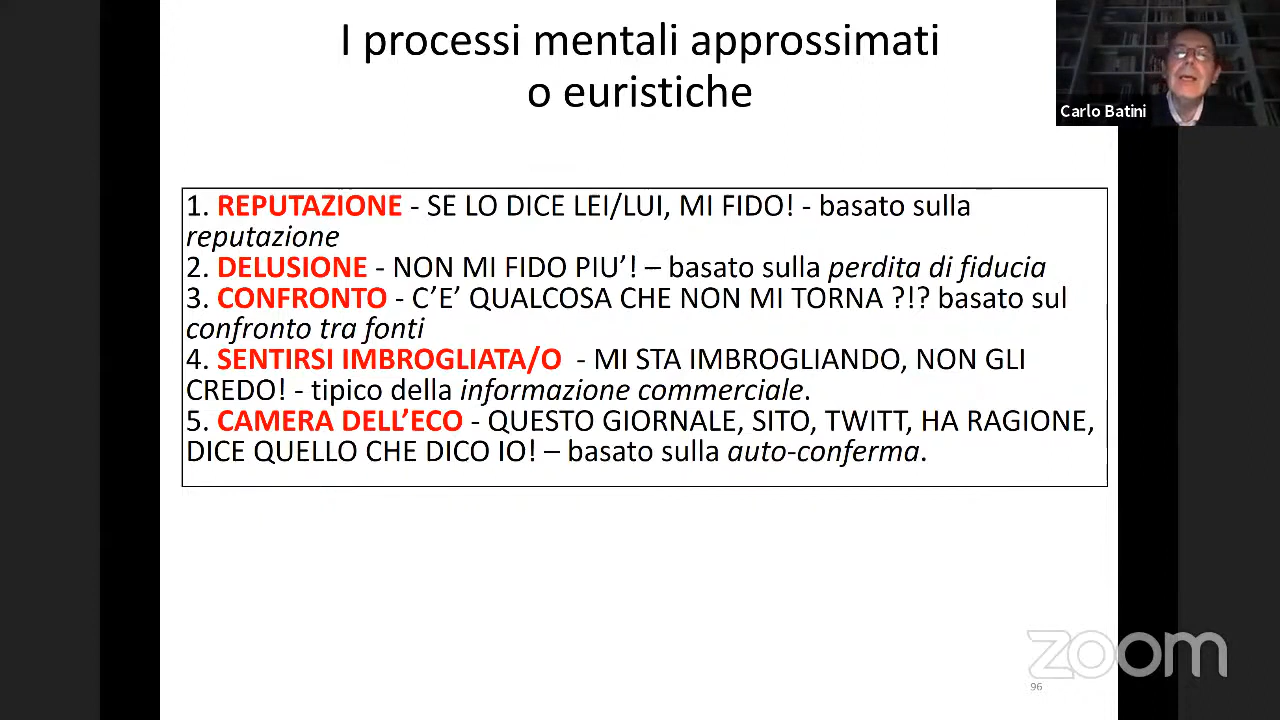 I processi mentali approssimati
o euristiche
Carlo Batini
1. REPUTAZIONE - SE LO DICE LEI/LUI, MI FIDO! - basato sulla
reputazione
2. DELUSIONE - NON MI FIDO PIU’! – basato sulla perdita di fiducia
3. CONFRONTO - C’E’ QUALCOSA CHE NON MI TORNA ?!? basato sul
confronto tra fonti
4. SENTIRSI IMBROGLIATA/O - MI STA IMBROGLIANDO, NON GLI
CREDO! - tipico della informazione commerciale.
5. CAMERA DELL’ECO - QUESTO GIORNALE, SITO, TWITT, HA RAGIONE,
DICE QUELLO CHE DICO IO! – basato sulla auto-conferma.
zoom
96